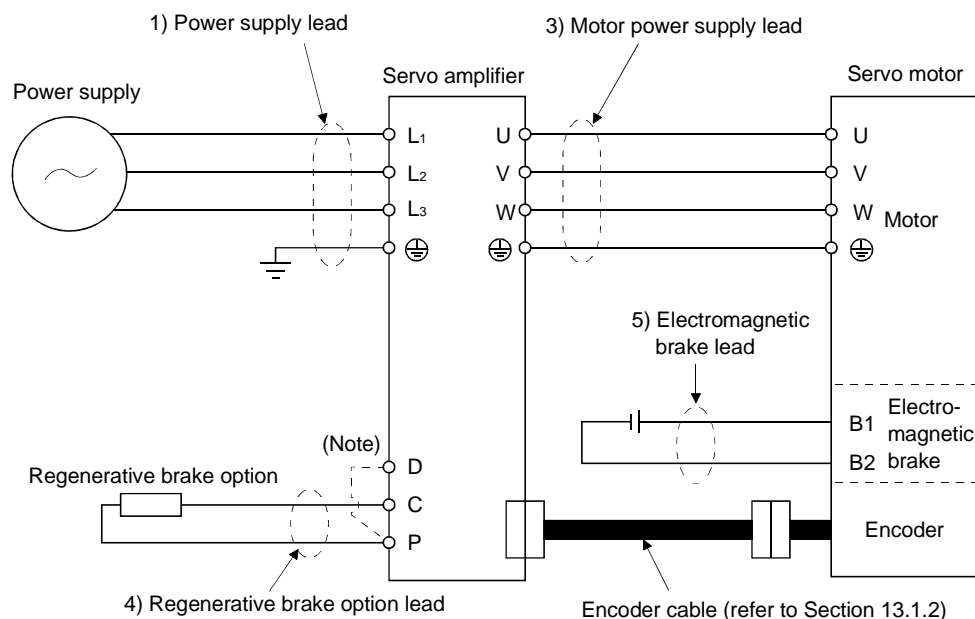 1) Power supply lead
3) Motor power supply lead
Servo amplifier
Servo motor
Power supply
L1
U
U
L2
V
V
L3
W
W
Motor
5) Electromagnetic
brake lead
B1
B2
Electro-
magnetic
brake
(Note)
D
Regenerative brake option
C
P
Encoder
4) Regenerative brake option lead
Encoder cable (refer to Section 13.1.2)